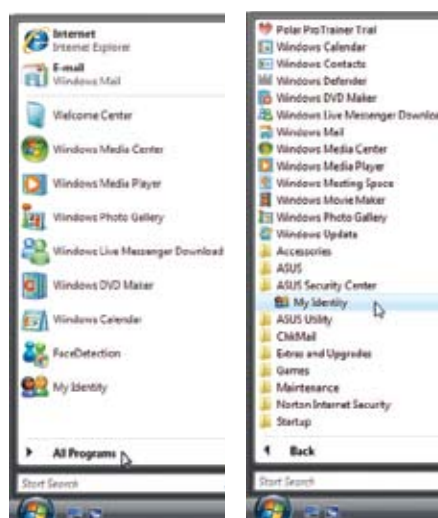 Internet
Internet Explorer
E-mail
Windows Mail
Welcome Center
Windows Media Center
Windows Media Player
Windows Photo Gallery
Windows Live Messenger Download
Windows DVD Maker
Windows Calendar
FaceDetection
My Identity
All Programs
Start Search
Polar ProTrainer Trial
Windows Calendar
Windows Contacts
Windows Defender
Windows DVD Maker
Windows Live Messenger Downloa
Windows Mail
Windows Media Center
Windows Media Player
Windows Meeting Space
Windows Movie Maker
Windows Photo Gallery
Windows Update
Accessories
ASUS
ASUS Security Center
My Identity
ASUS Utility
ChkMail
Extras and Upgrades
Games
Maintenance
Norton Internet Security
Startup
Back
Start Search